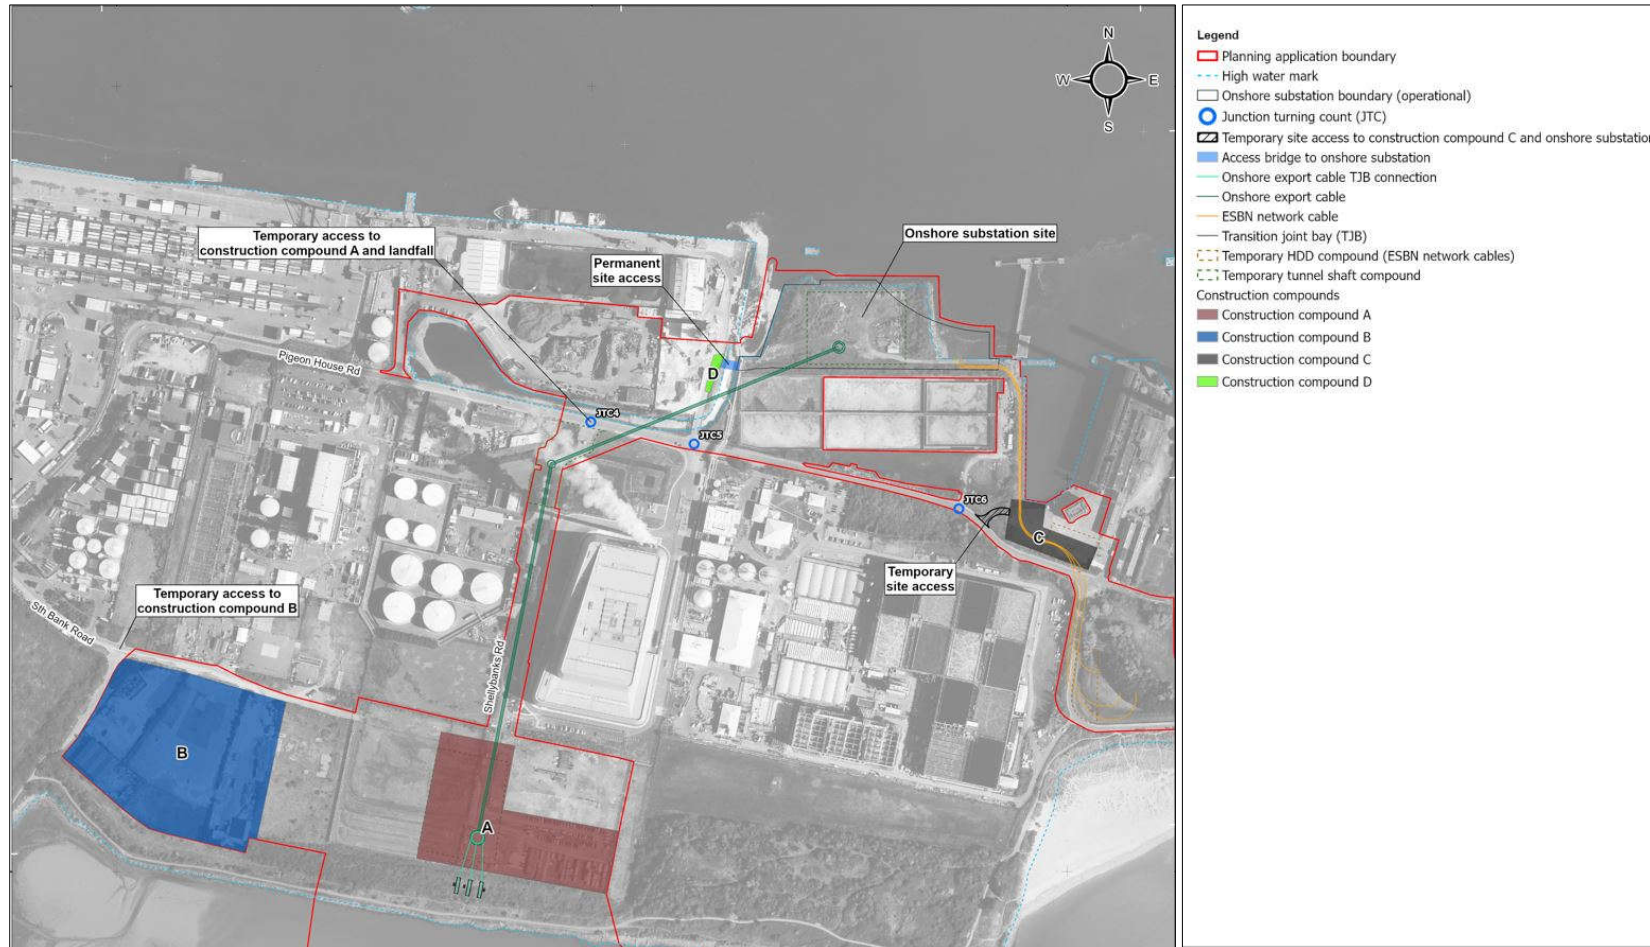 N
W
E
S
Temporary access to
construction compound A and landfall
Permanent
site access
Onshore substation site
Pigeon House Rd
D
JTC4
JTC5
JTC6
C
Temporary
site access
Temporary access to
construction compound B
Sth Bank Road
Shellybanks Rd
B
A
Legend
Planning application boundary
High water mark
Onshore substation boundary (operational)
Junction turning count (JTC)
Temporary site access to construction compound C and onshore substation
Access bridge to onshore substation
Onshore export cable TJB connection
Onshore export cable
ESBN network cable
Transition joint bay (TJB)
Temporary HDD compound (ESBN network cables)
Temporary tunnel shaft compound
Construction compounds
Construction compound A
Construction compound B
Construction compound C
Construction compound D